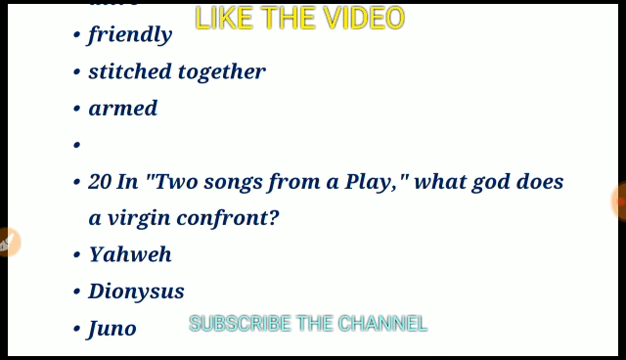 LIKE THE VIDEO
• friendly
• stitched together
• armed
•
• 20 In "Two songs from a Play," what god does
a virgin confront?
• Yahweh
• Dionysus
• Juno
SUBSCRIBE THE CHANNEL